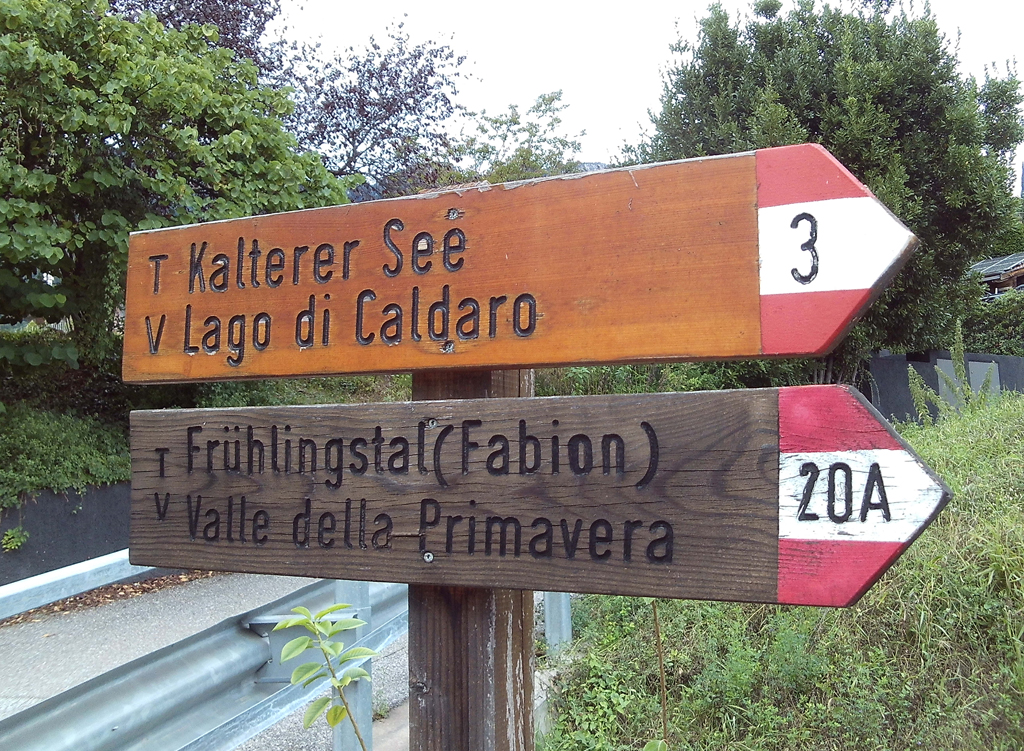 T Kalterer See
V Lago di Caldaro
3
T Frühlingstal (Fabion)
V Valle della Primavera
20A